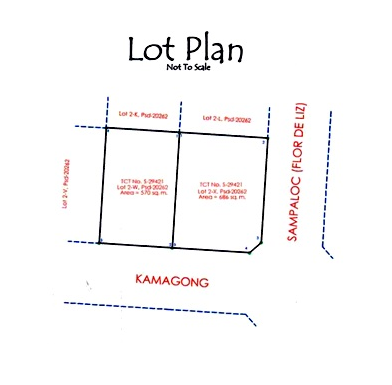 Lot Plan
Not To Scale
Lot 2-K, Psd-20262
Lot 2-L, Psd-20262
SAMPALOC (FLOR DE LIZ)
Lot 2-V, Psd-20262
TCT No. S-29421
Lot 2-W, Psd-20262
Area = 570 sq. m.
TCT No. S-29421
Lot 2-X, Psd-20262
Area = 686 sq. m.
KAMAGONG